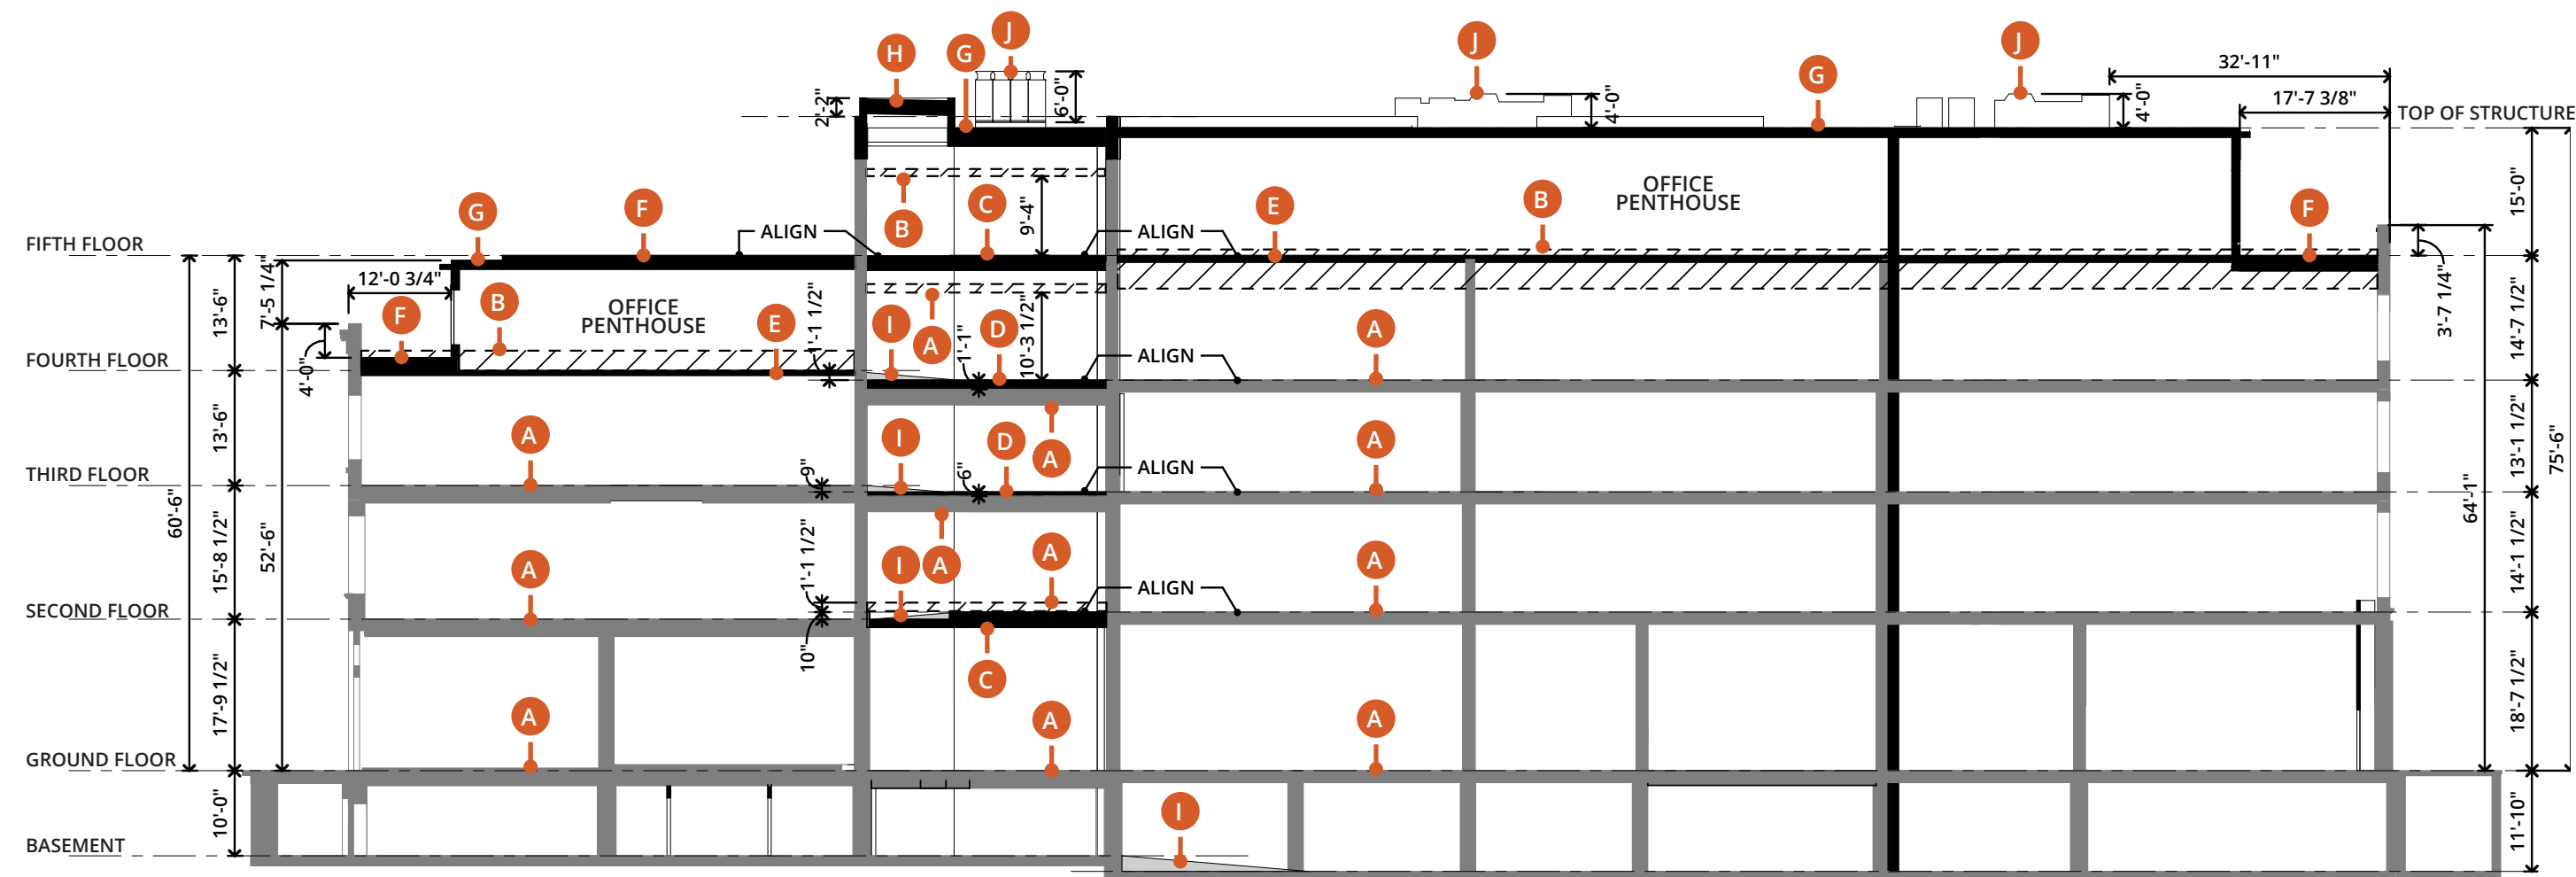 J
H
G
J
J
G
32'-11"
17'-7 3/8"
TOP OF STRUCTURE
2'-2"
6'-0"
4'-0"
4'-0"
OFFICE
PENTHOUSE
15'-0"
B
C
9'-4"
E
B
F
G
F
ALIGN
ALIGN
FIFTH FLOOR
12'-0 3/4"
7'-5 1/4"
13'-6"
F
B
OFFICE
PENTHOUSE
E
1'-1 1/2"
I
A
1'-1"
D
10'-3 1/2"
A
3'-7 1/4"
14'-7 1/2"
FOURTH FLOOR
4'-0"
ALIGN
13'-6"
A
I
D
A
A
13'-1 1/2"
75'-6"
THIRD FLOOR
9"
6"
ALIGN
64'-1"
60'-6"
15'-8 1/2"
52'-6"
A
1'-1 1/2"
I
A
A
A
14'-1 1/2"
SECOND FLOOR
ALIGN
10"
C
17'-9 1/2"
A
A
A
18'-7 1/2"
GROUND FLOOR
10'-0"
I
11'-10"
BASEMENT